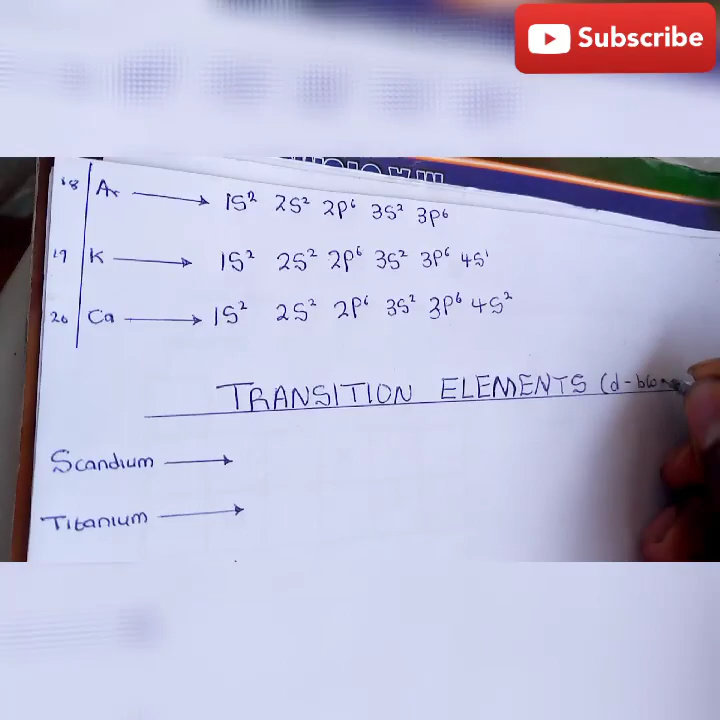 Subscribe
18 Ar → 1S² 2S² 2P⁶ 3S² 3P⁶
19 K → 1S² 2S² 2P⁶ 3S² 3P⁶ 4S¹
20 Ca → 1S² 2S² 2P⁶ 3S² 3P⁶ 4S²
TRANSITION ELEMENTS (d-blo
Scandium →
Titanium →